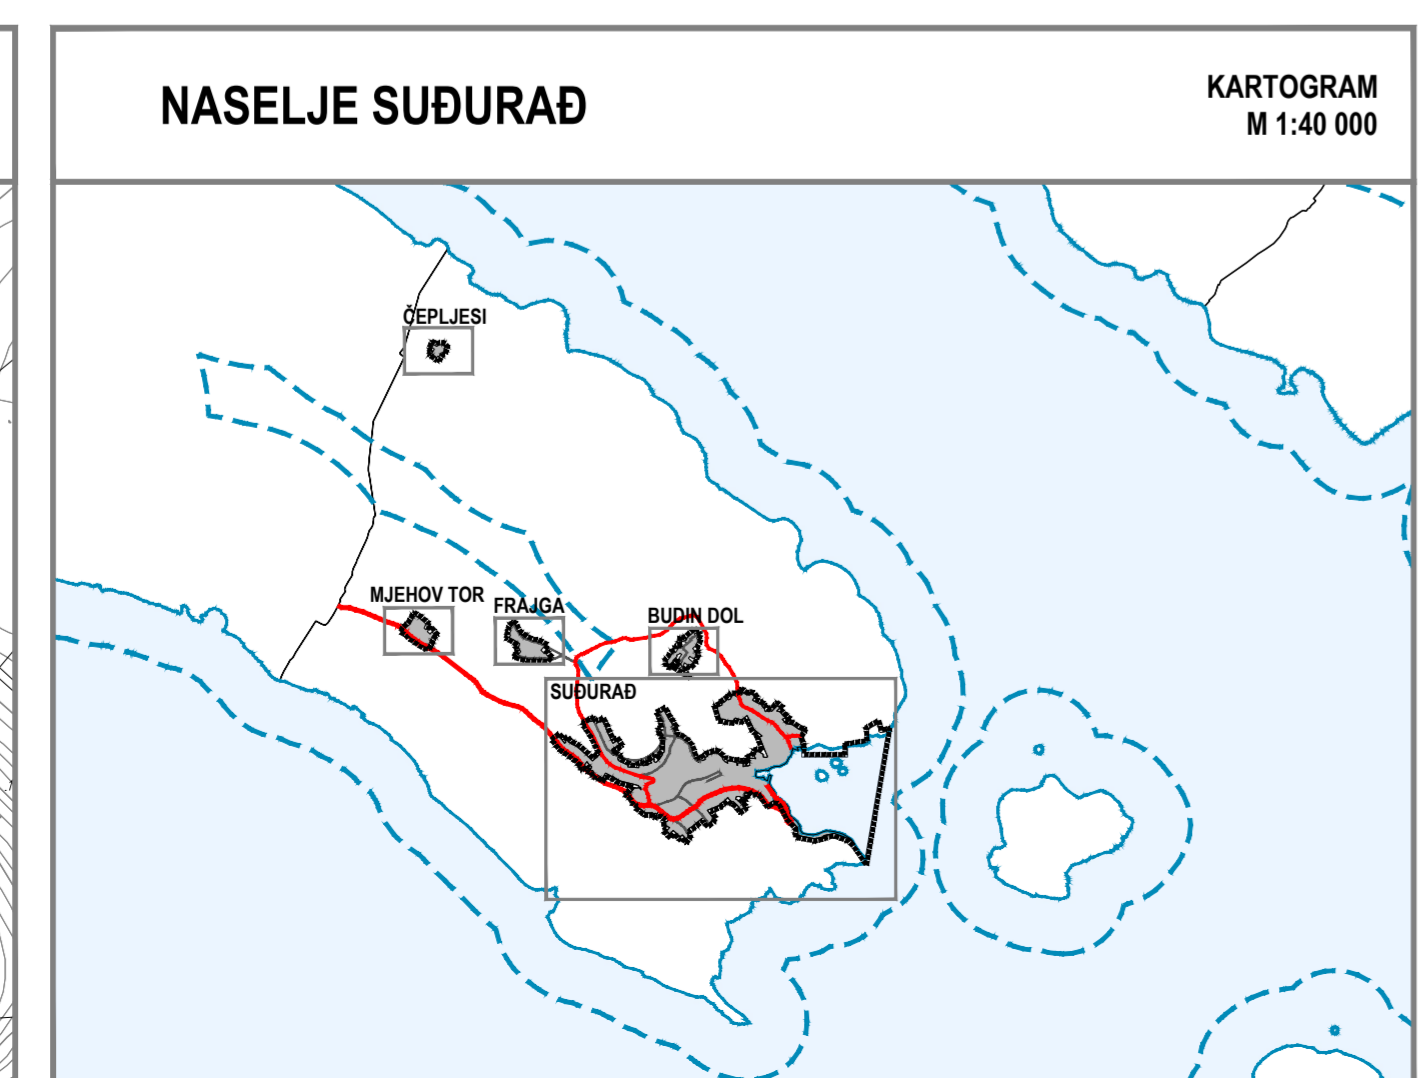 NASELJE SUĐURAĐ
KARTOGRAM
M 1:40 000
ČEPLJESI
MJEHOV TOR
FRAJGA
BUDIN DOL
SUĐURAĐ